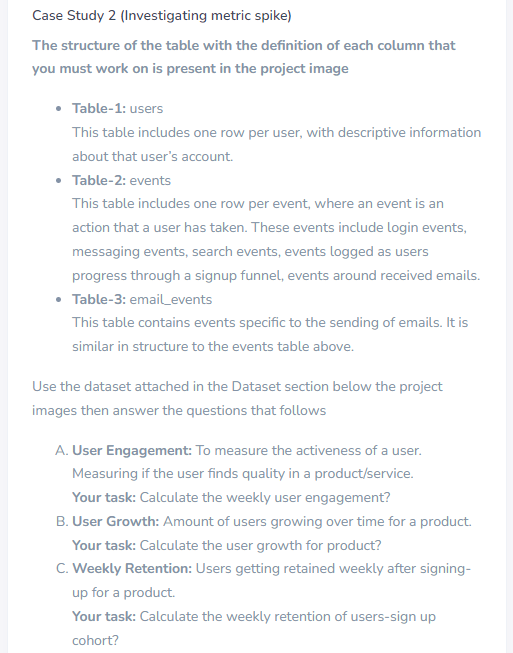 Case Study 2 (Investigating metric spike)
The structure of the table with the definition of each column that
you must work on is present in the project image
• Table-1: users
This table includes one row per user, with descriptive information
about that user's account.
• Table-2: events
This table includes one row per event, where an event is an
action that a user has taken. These events include login events,
messaging events, search events, events logged as users
progress through a signup funnel, events around received emails.
• Table-3: email_events
This table contains events specific to the sending of emails. It is
similar in structure to the events table above.
Use the dataset attached in the Dataset section below the project
images then answer the questions that follows
A. User Engagement: To measure the activeness of a user.
Measuring if the user finds quality in a product/service.
Your task: Calculate the weekly user engagement?
B. User Growth: Amount of users growing over time for a product.
Your task: Calculate the user growth for product?
C. Weekly Retention: Users getting retained weekly after signing-
up for a product.
Your task: Calculate the weekly retention of users-sign up
cohort?